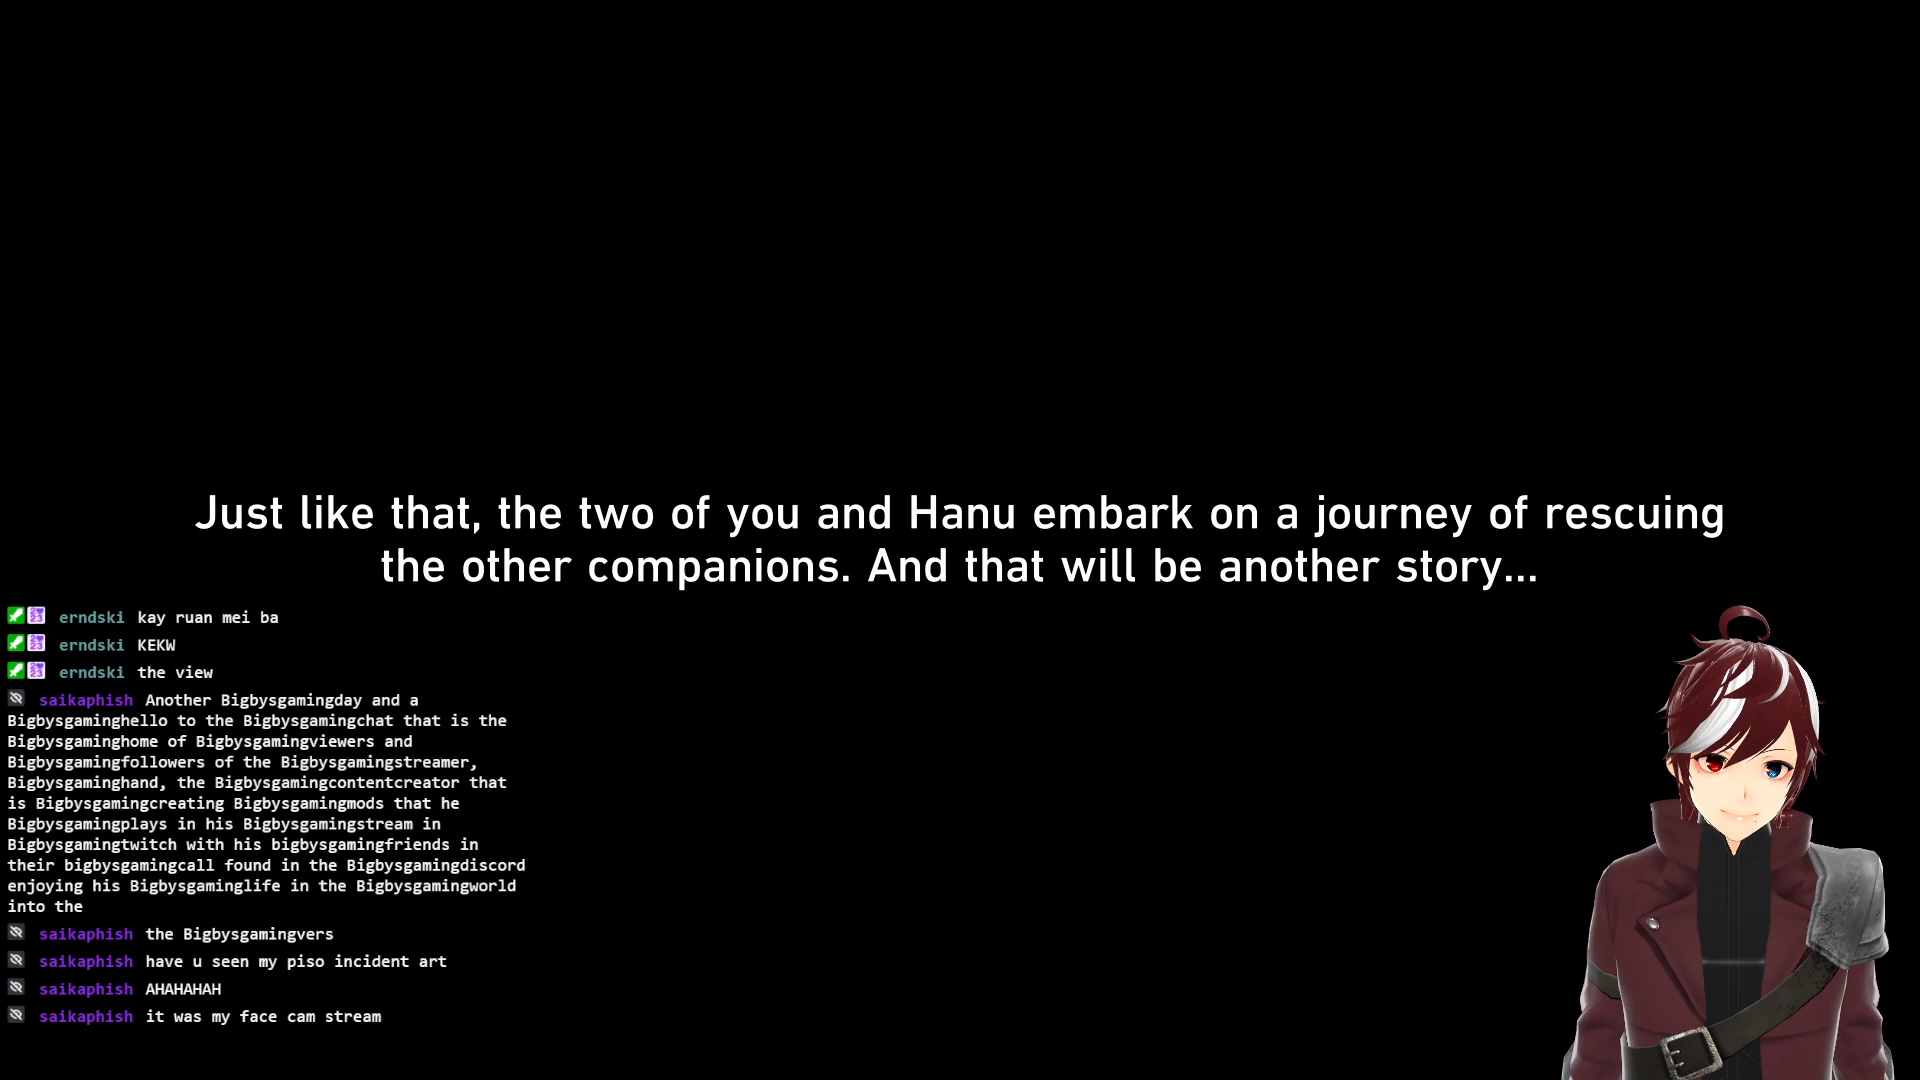 Just like that, the two of you and Hanu embark on a journey of rescuing
the other companions. And that will be another story...
erndski kay ruan mei ba
erndski KEKW
erndski the view
saikaphish Another Bigbysgamingday and a
Bigbysgaminghello to the Bigbysgamingchat that is the
Bigbysgaminghome of Bigbysgamingviewers and
Bigbysgamingfollowers of the Bigbysgamingstreamer,
Bigbysgaminghand, the Bigbysgamingcontentcreator that
is Bigbysgamingcreating Bigbysgamingmods that he
Bigbysgamingplays in his Bigbysgamingstream in
Bigbysgamingtwitch with his bigbysgamingfriends in
their bigbysgamingcall found in the Bigbysgamingdiscord
enjoying his Bigbysgaminglife in the Bigbysgamingworld
into the
saikaphish the Bigbysgamingvers
saikaphish have u seen my piso incident art
saikaphish AHAHAHAH
saikaphish it was my face cam stream